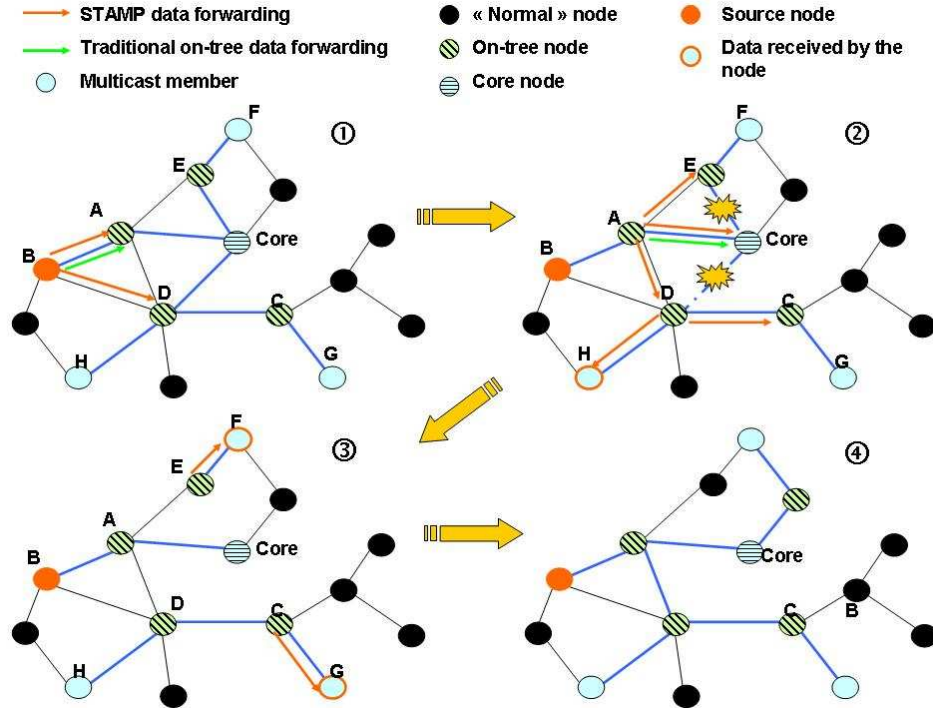 STAMP data forwarding
Traditional on-tree data forwarding
Multicast member
« Normal » node
On-tree node
Core node
Source node
Data received by the
node
①
F
E
A
Core
B
D
C
H
G
②
F
E
A
Core
B
D
C
H
G
③
F
E
A
Core
B
D
C
H
G
④
Core
C
B